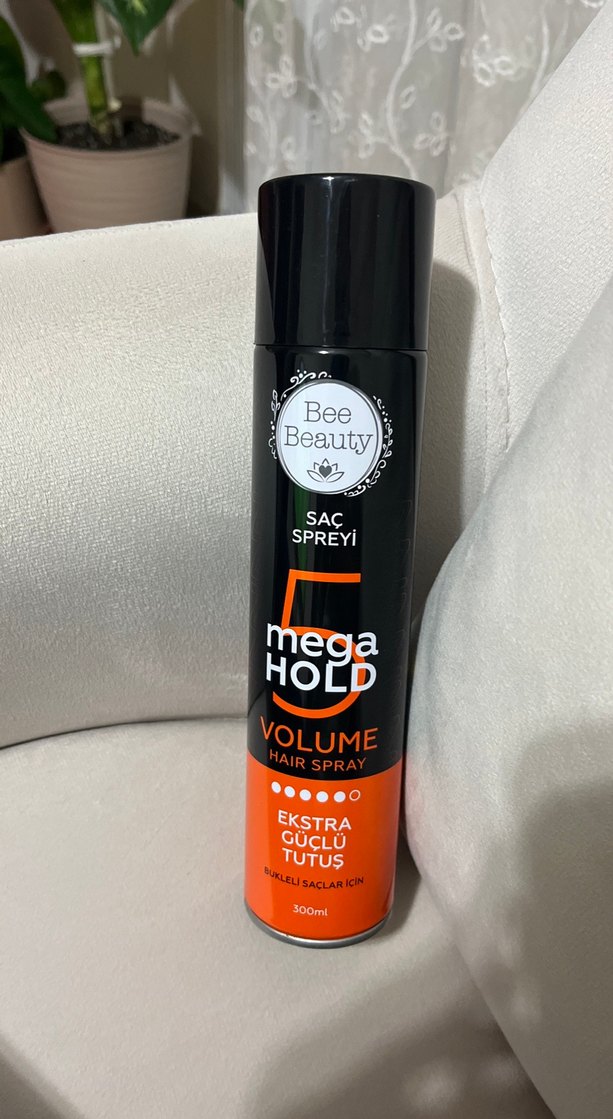 Bee
Beauty
SAÇ
SPREYİ
5
mega
HOLD
VOLUME
HAIR SPRAY
EKSTRA
GÜÇLÜ
TUTUŞ
BUKLELİ SAÇLAR İÇİN
300ml